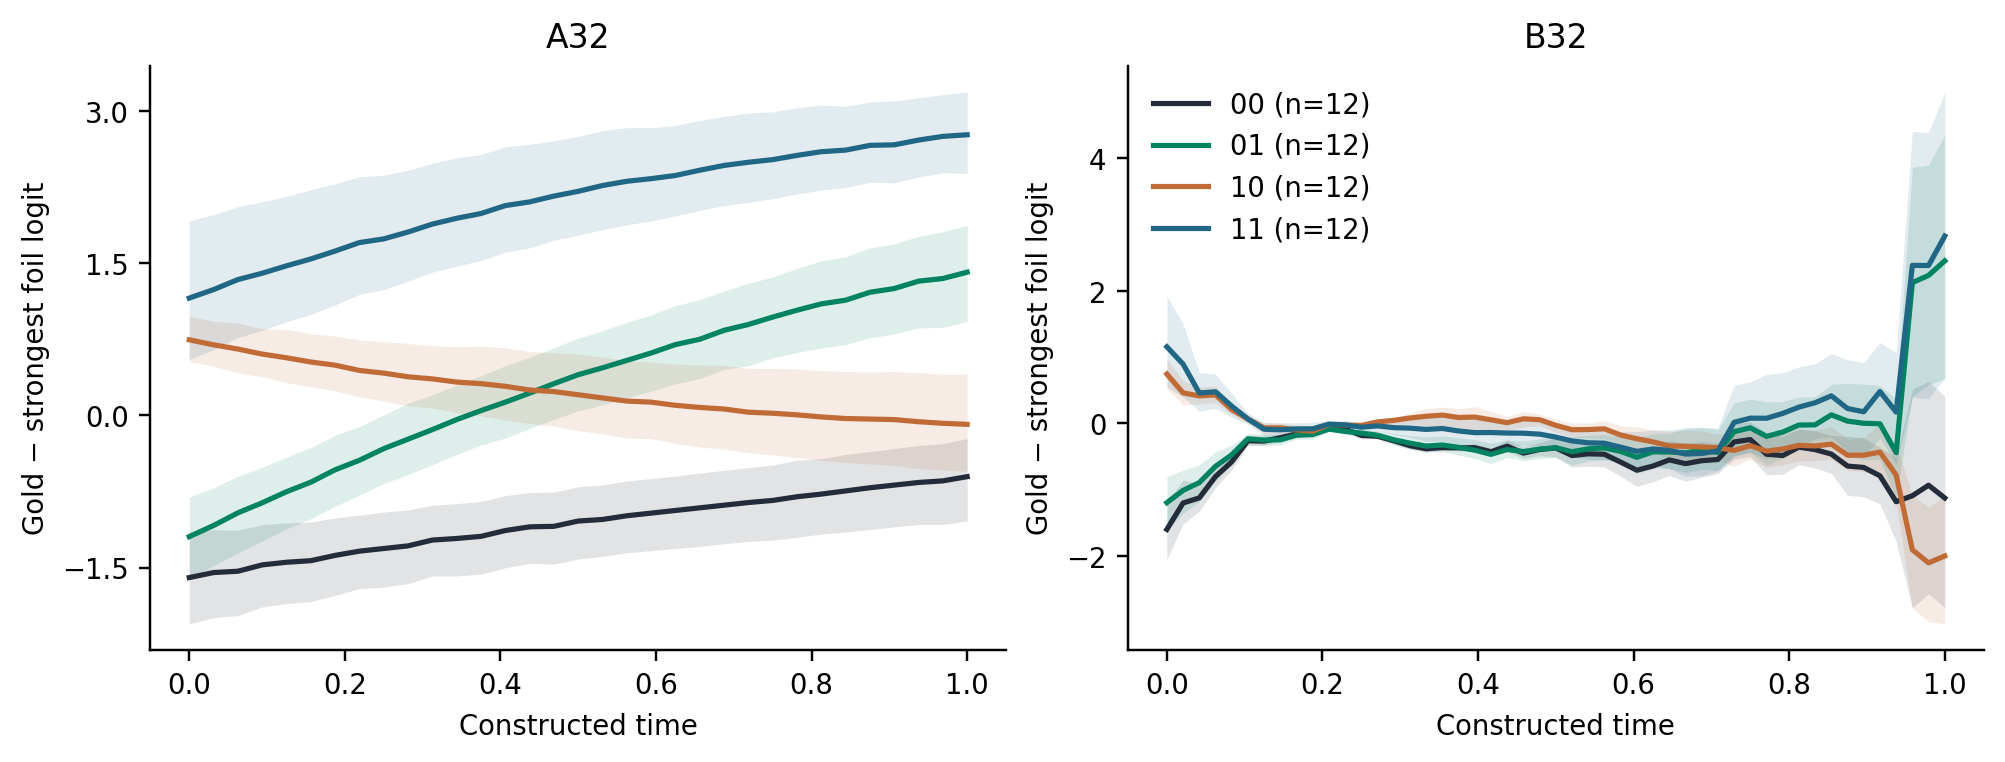 A32
Gold − strongest foil logit
3.0
1.5
0.0
−1.5
0.0 0.2 0.4 0.6 0.8 1.0
Constructed time
B32
Gold − strongest foil logit
4
2
0
−2
00 (n=12)
01 (n=12)
10 (n=12)
11 (n=12)
0.0 0.2 0.4 0.6 0.8 1.0
Constructed time